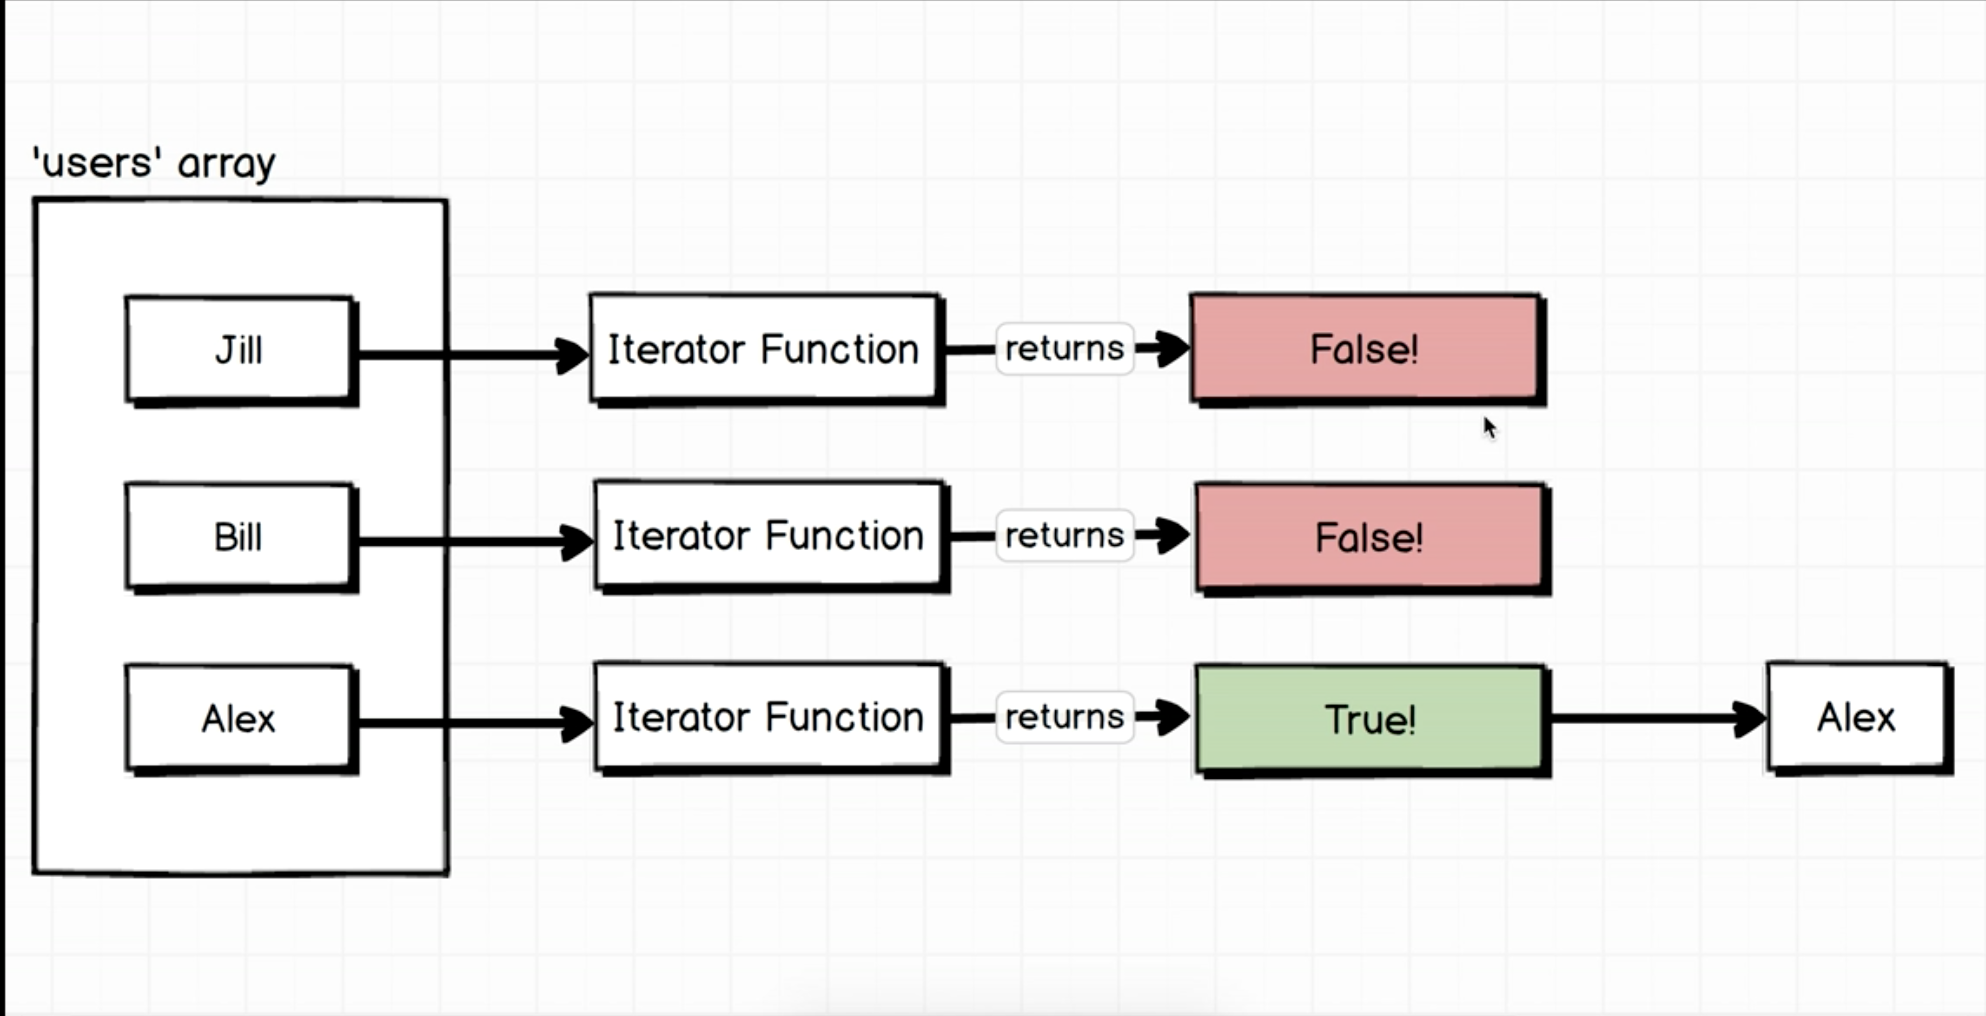 'users' array
Jill
Iterator Function
returns
False!
Bill
Iterator Function
returns
False!
Alex
Iterator Function
returns
True!
Alex